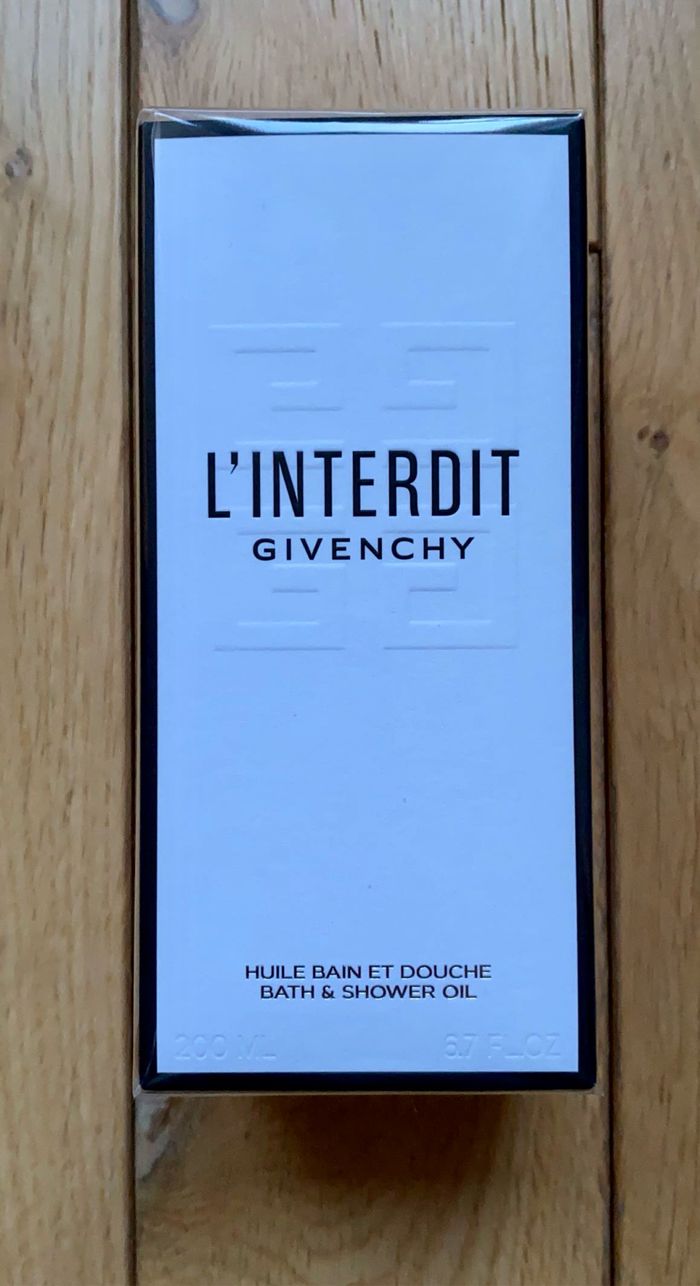 L'INTERDIT
GIVENCHY
HUILE BAIN ET DOUCHE
BATH & SHOWER OIL
200 ML 6.7 FL.OZ